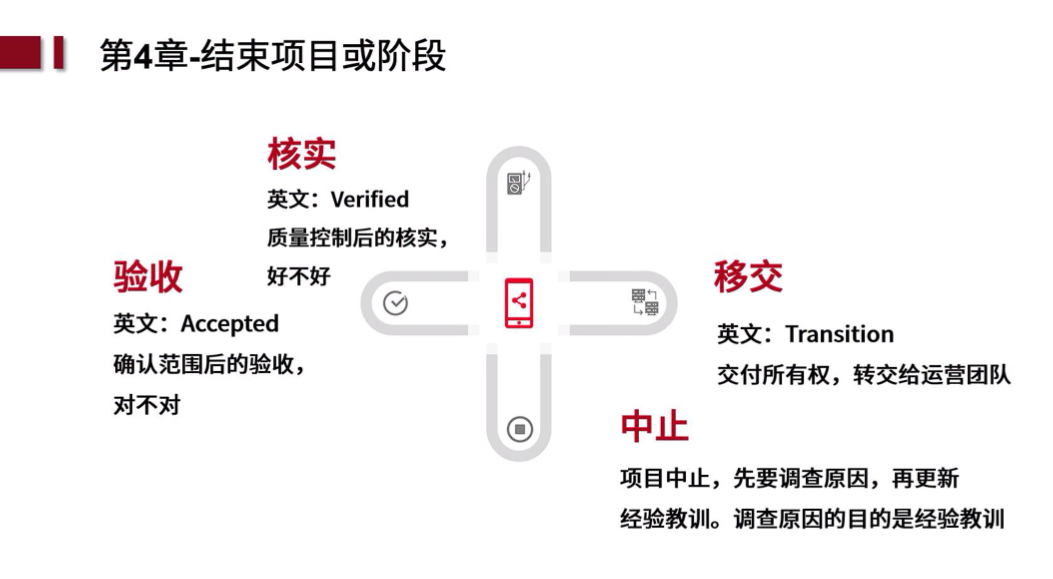 第4章-结束项目或阶段
核实
英文：Verified
质量控制后的核实，
好不好
验收
英文：Accepted
确认范围后的验收，
对不对
移交
英文：Transition
交付所有权，转交给运营团队
中止
项目中止，先要调查原因，再更新
经验教训。调查原因的目的是经验教训